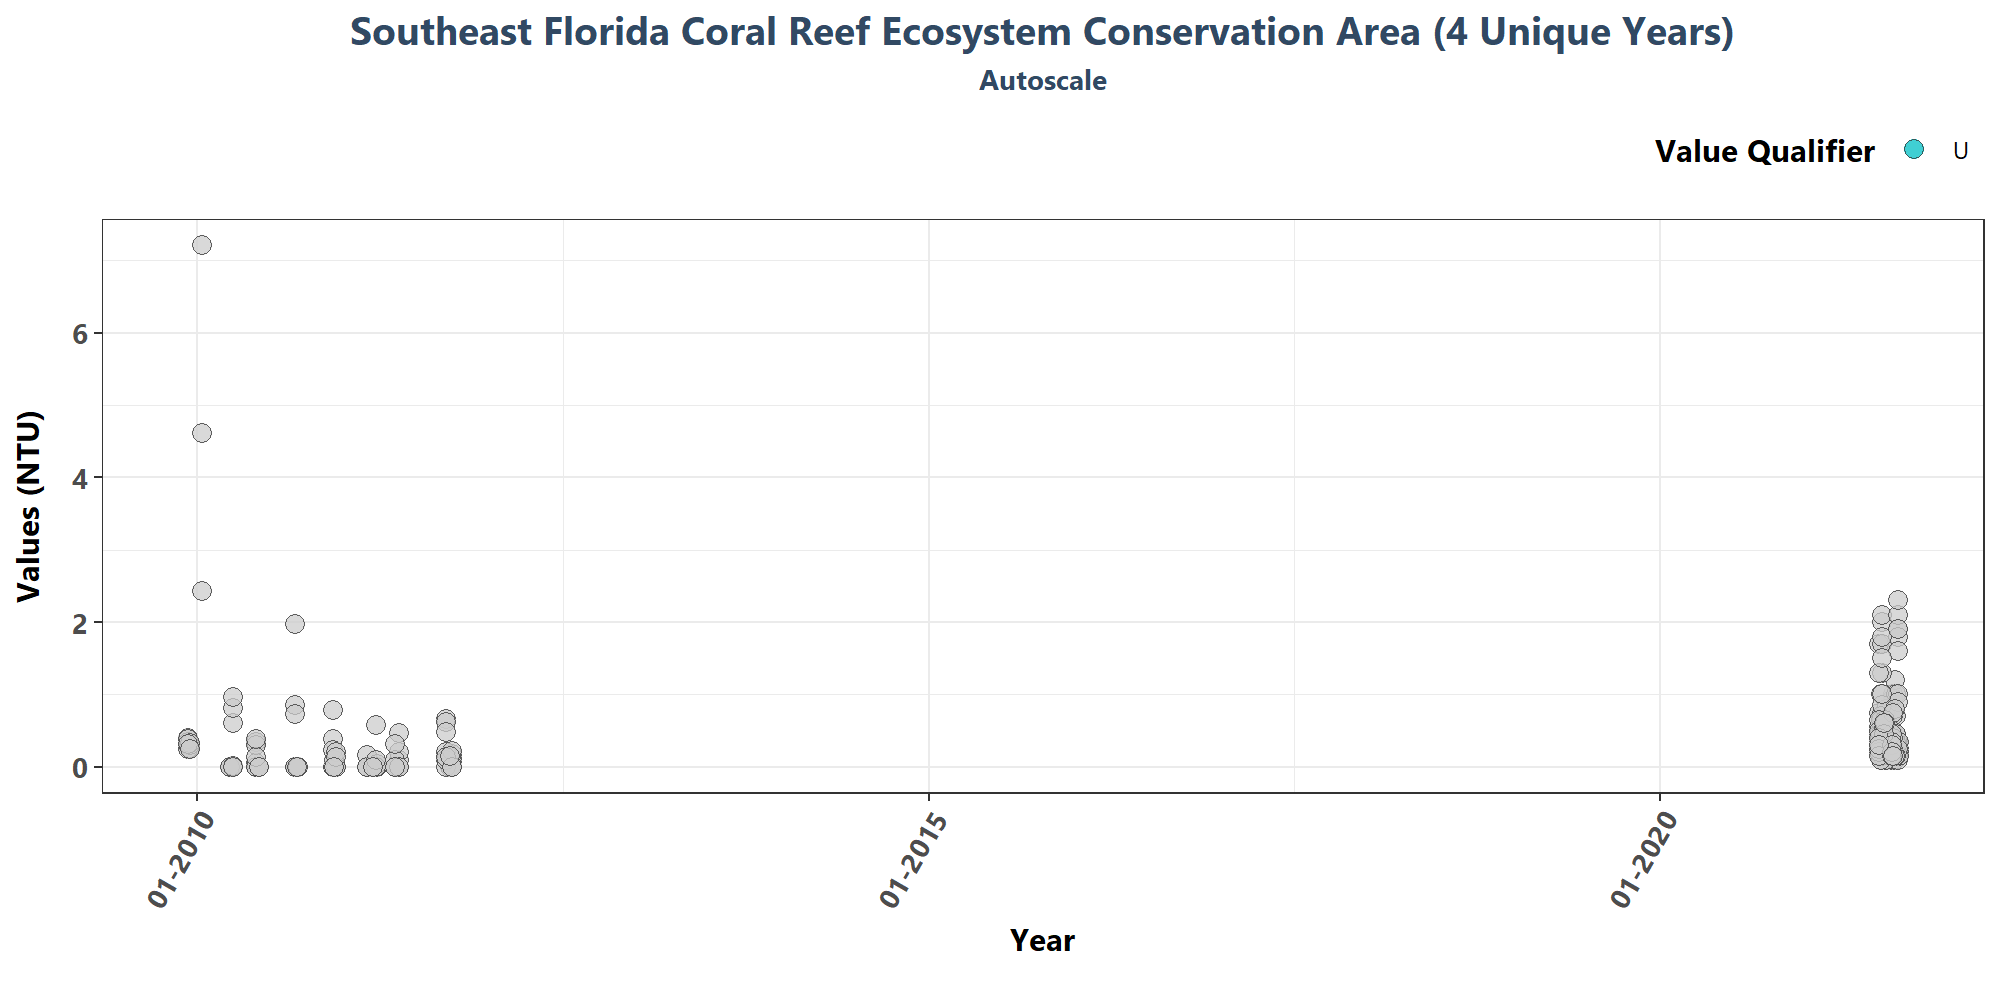 Southeast Florida Coral Reef Ecosystem Conservation Area (4 Unique Years)
Autoscale
Value Qualifier U
Values (NTU)
6
4
2
0
01-2010
01-2015
01-2020
Year